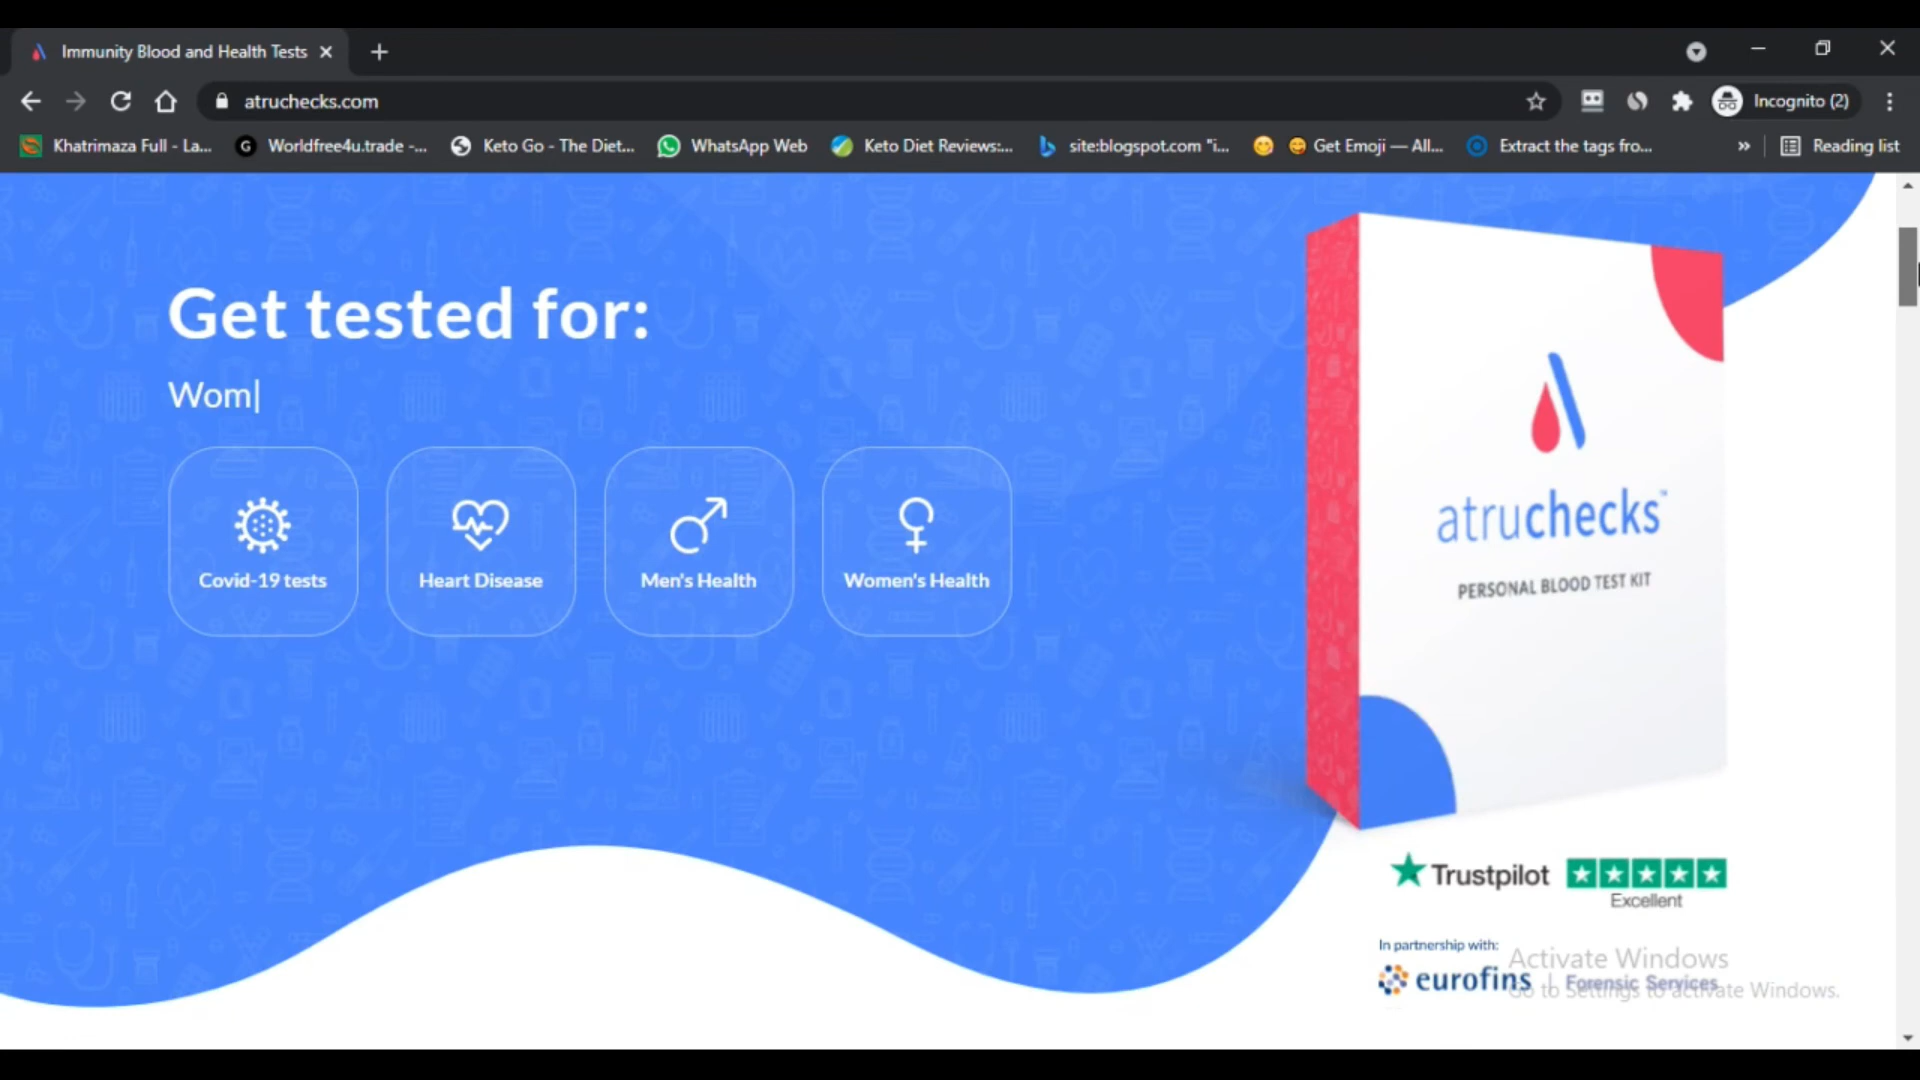 Immunity Blood and Health Tests
atruchecks.com
Incognito (2)
Khatrimaza Full - La...
G Worldfree4u.trade -...
Keto Go - The Diet...
WhatsApp Web
Keto Diet Reviews:...
site:blogspot.com "i...
Get Emoji — All...
Extract the tags fro...
»
Reading list
Get tested for:
Wom
Covid-19 tests
Heart Disease
Men's Health
Women's Health
atruchecks™
PERSONAL BLOOD TEST KIT
Trustpilot
Excellent
In partnership with:
eurofins | Forensic Services
Activate Windows
Go to Settings to activate Windows.